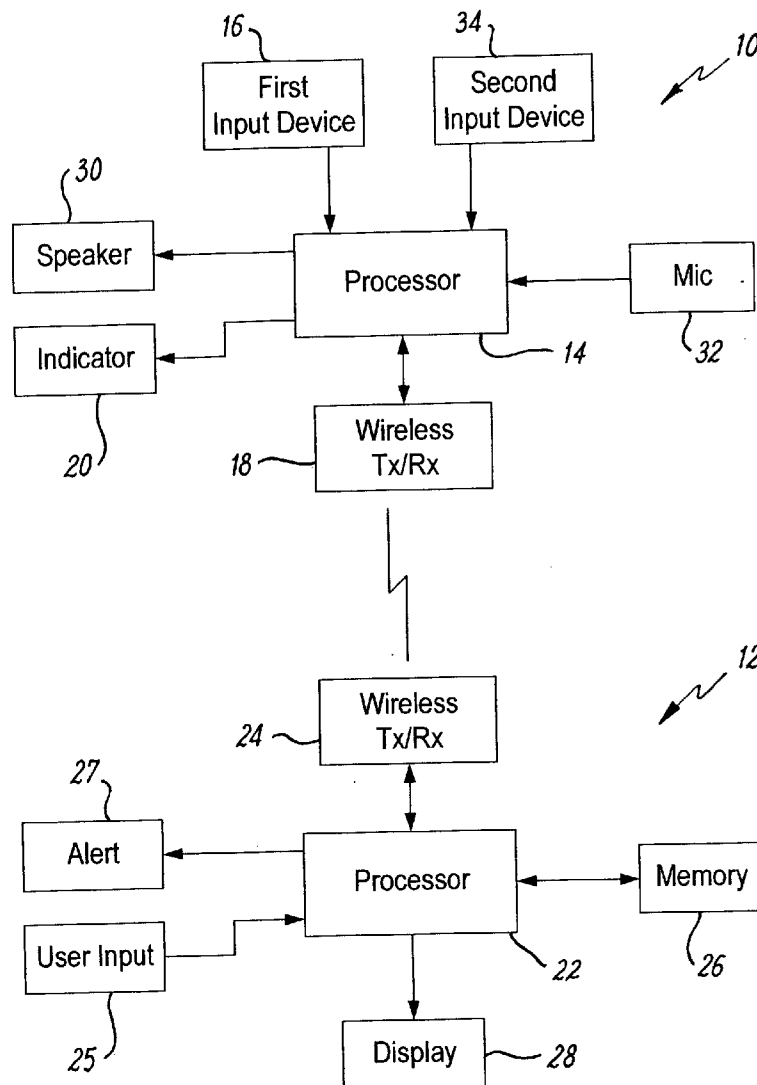 16
34
10
First
Input Device
Second
Input Device
30
Speaker
Processor
Mic
Indicator
14
32
20
18
Wireless
Tx/Rx
12
24
Wireless
Tx/Rx
27
Alert
Processor
Memory
User Input
22
26
25
Display
28